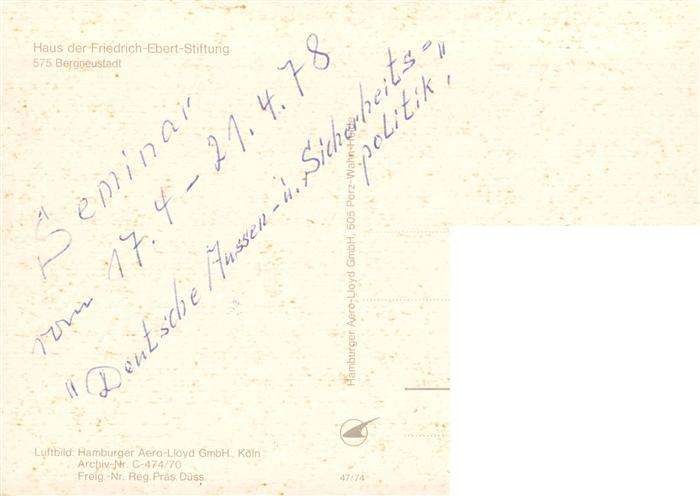 Haus der Friedrich-Ebert-Stiftung
575 Bergneustadt
Seminar
vom 17.4 - 21.4.78
"Deutsche Aussen- u. Sicherheits="
politik.
Hamburger Aero-Lloyd GmbH, 505 Porz-Wahn-Heide
Luftbild: Hamburger Aero-Lloyd GmbH., Köln
Archiv-Nr. C-474/70
Freig.-Nr. Reg.Präs.Düss.
47/74